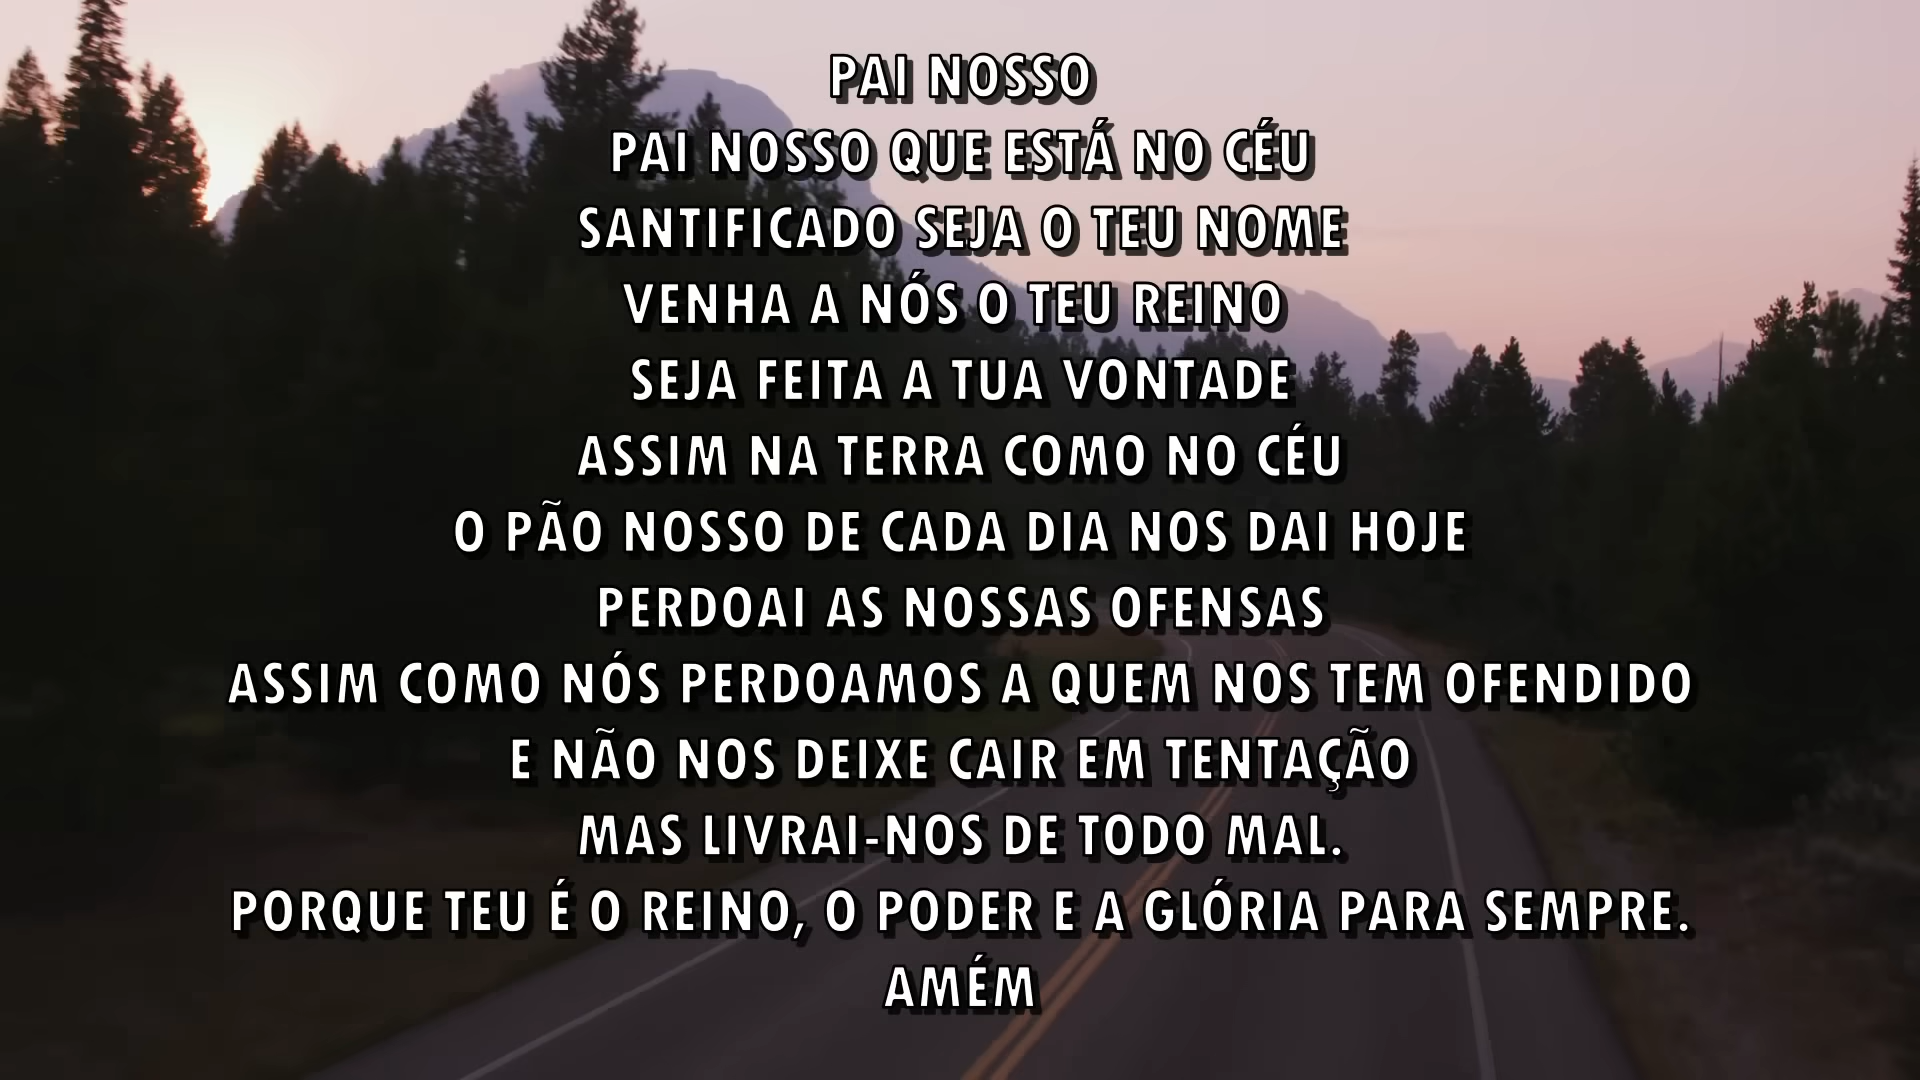 PAI NOSSO
PAI NOSSO QUE ESTÁ NO CÉU
SANTIFICADO SEJA O TEU NOME
VENHA A NÓS O TEU REINO
SEJA FEITA A TUA VONTADE
ASSIM NA TERRA COMO NO CÉU
O PÃO NOSSO DE CADA DIA NOS DAI HOJE
PERDOAI AS NOSSAS OFENSAS
ASSIM COMO NÓS PERDOAMOS A QUEM NOS TEM OFENDIDO
E NÃO NOS DEIXE CAIR EM TENTAÇÃO
MAS LIVRAI-NOS DE TODO MAL.
PORQUE TEU É O REINO, O PODER E A GLÓRIA PARA SEMPRE.
AMÉM